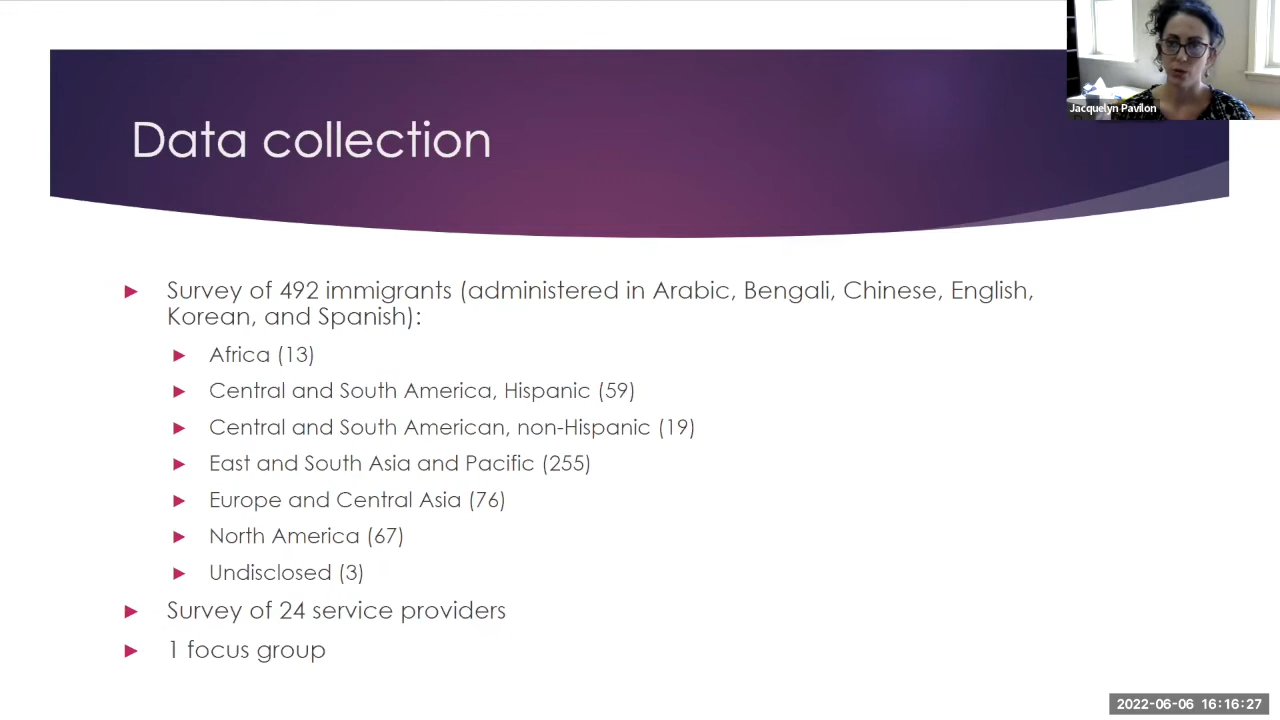 Jacquelyn Pavilon
Data collection
Survey of 492 immigrants (administered in Arabic, Bengali, Chinese, English,
Korean, and Spanish):
Africa (13)
Central and South America, Hispanic (59)
Central and South American, non-Hispanic (19)
East and South Asia and Pacific (255)
Europe and Central Asia (76)
North America (67)
Undisclosed (3)
Survey of 24 service providers
1 focus group
2022-06-06 16:16:27